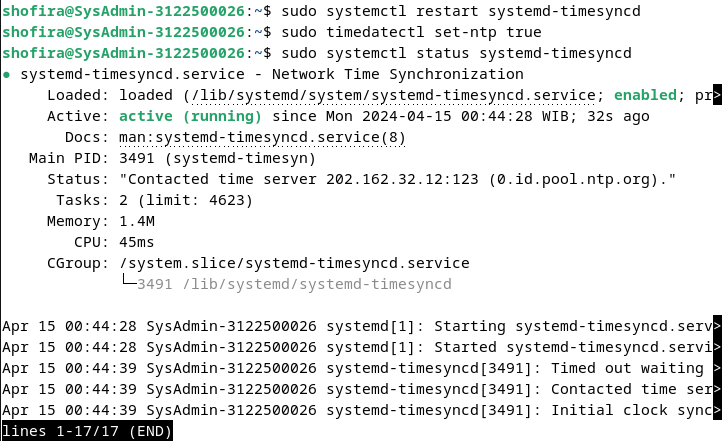 shofira@SysAdmin-3122500026:~$ sudo systemctl restart systemd-timesyncd
shofira@SysAdmin-3122500026:~$ sudo timedatectl set-ntp true
shofira@SysAdmin-3122500026:~$ sudo systemctl status systemd-timesyncd
● systemd-timesyncd.service - Network Time Synchronization
     Loaded: loaded (/lib/systemd/system/systemd-timesyncd.service; enabled; pr>
     Active: active (running) since Mon 2024-04-15 00:44:28 WIB; 32s ago
       Docs: man:systemd-timesyncd.service(8)
   Main PID: 3491 (systemd-timesyn)
     Status: "Contacted time server 202.162.32.12:123 (0.id.pool.ntp.org)."
      Tasks: 2 (limit: 4623)
     Memory: 1.4M
        CPU: 45ms
     CGroup: /system.slice/systemd-timesyncd.service
             └─3491 /lib/systemd/systemd-timesyncd

Apr 15 00:44:28 SysAdmin-3122500026 systemd[1]: Starting systemd-timesyncd.serv>
Apr 15 00:44:28 SysAdmin-3122500026 systemd[1]: Started systemd-timesyncd.servi>
Apr 15 00:44:39 SysAdmin-3122500026 systemd-timesyncd[3491]: Timed out waiting >
Apr 15 00:44:39 SysAdmin-3122500026 systemd-timesyncd[3491]: Contacted time ser>
Apr 15 00:44:39 SysAdmin-3122500026 systemd-timesyncd[3491]: Initial clock sync>
lines 1-17/17 (END)